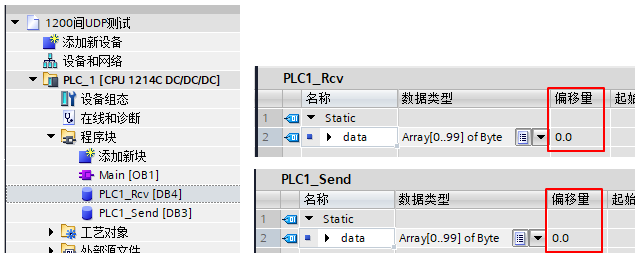 1200间UDP测试
添加新设备
设备和网络
PLC_1 [CPU 1214C DC/DC/DC]
设备组态
在线和诊断
程序块
添加新块
Main [OB1]
PLC1_Rcv [DB4]
PLC1_Send [DB3]
工艺对象
外部源文件
PLC1_Rcv
名称 数据类型 偏移量 起始
1 Static
2 data Array[0..99] of Byte 0.0
PLC1_Send
名称 数据类型 偏移量 起始
1 Static
2 data Array[0..99] of Byte 0.0